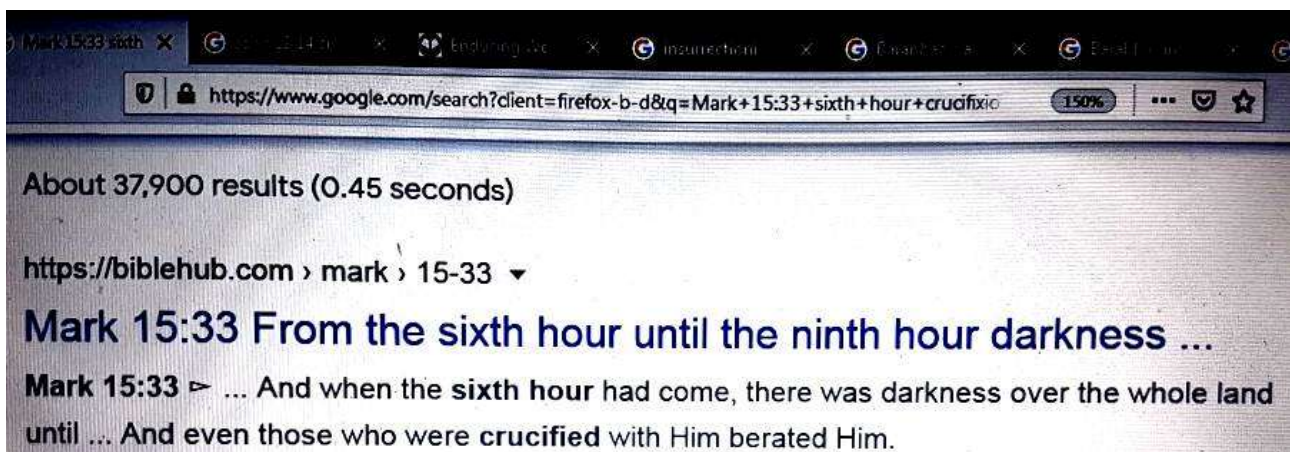 Mark 15:33 sixth
Enduring
https://www.google.com/search?client=firefox-b-d&q=Mark+15:33+sixth+hour+crucifixio
150%
About 37,900 results (0.45 seconds)
https://biblehub.com › mark › 15-33
Mark 15:33 From the sixth hour until the ninth hour darkness ...
Mark 15:33 ▻ ... And when the sixth hour had come, there was darkness over the whole land
until ... And even those who were crucified with Him berated Him.